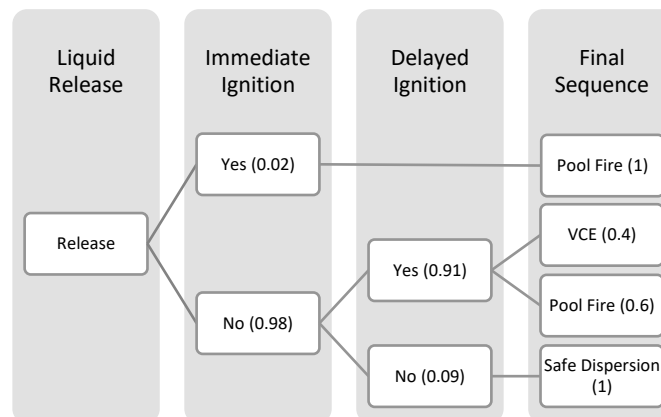 Liquid
Release
Immediate
Ignition
Delayed
Ignition
Final
Sequence
Release
Yes (0.02)
No (0.98)
Yes (0.91)
No (0.09)
Pool Fire (1)
VCE (0.4)
Pool Fire (0.6)
Safe Dispersion
(1)